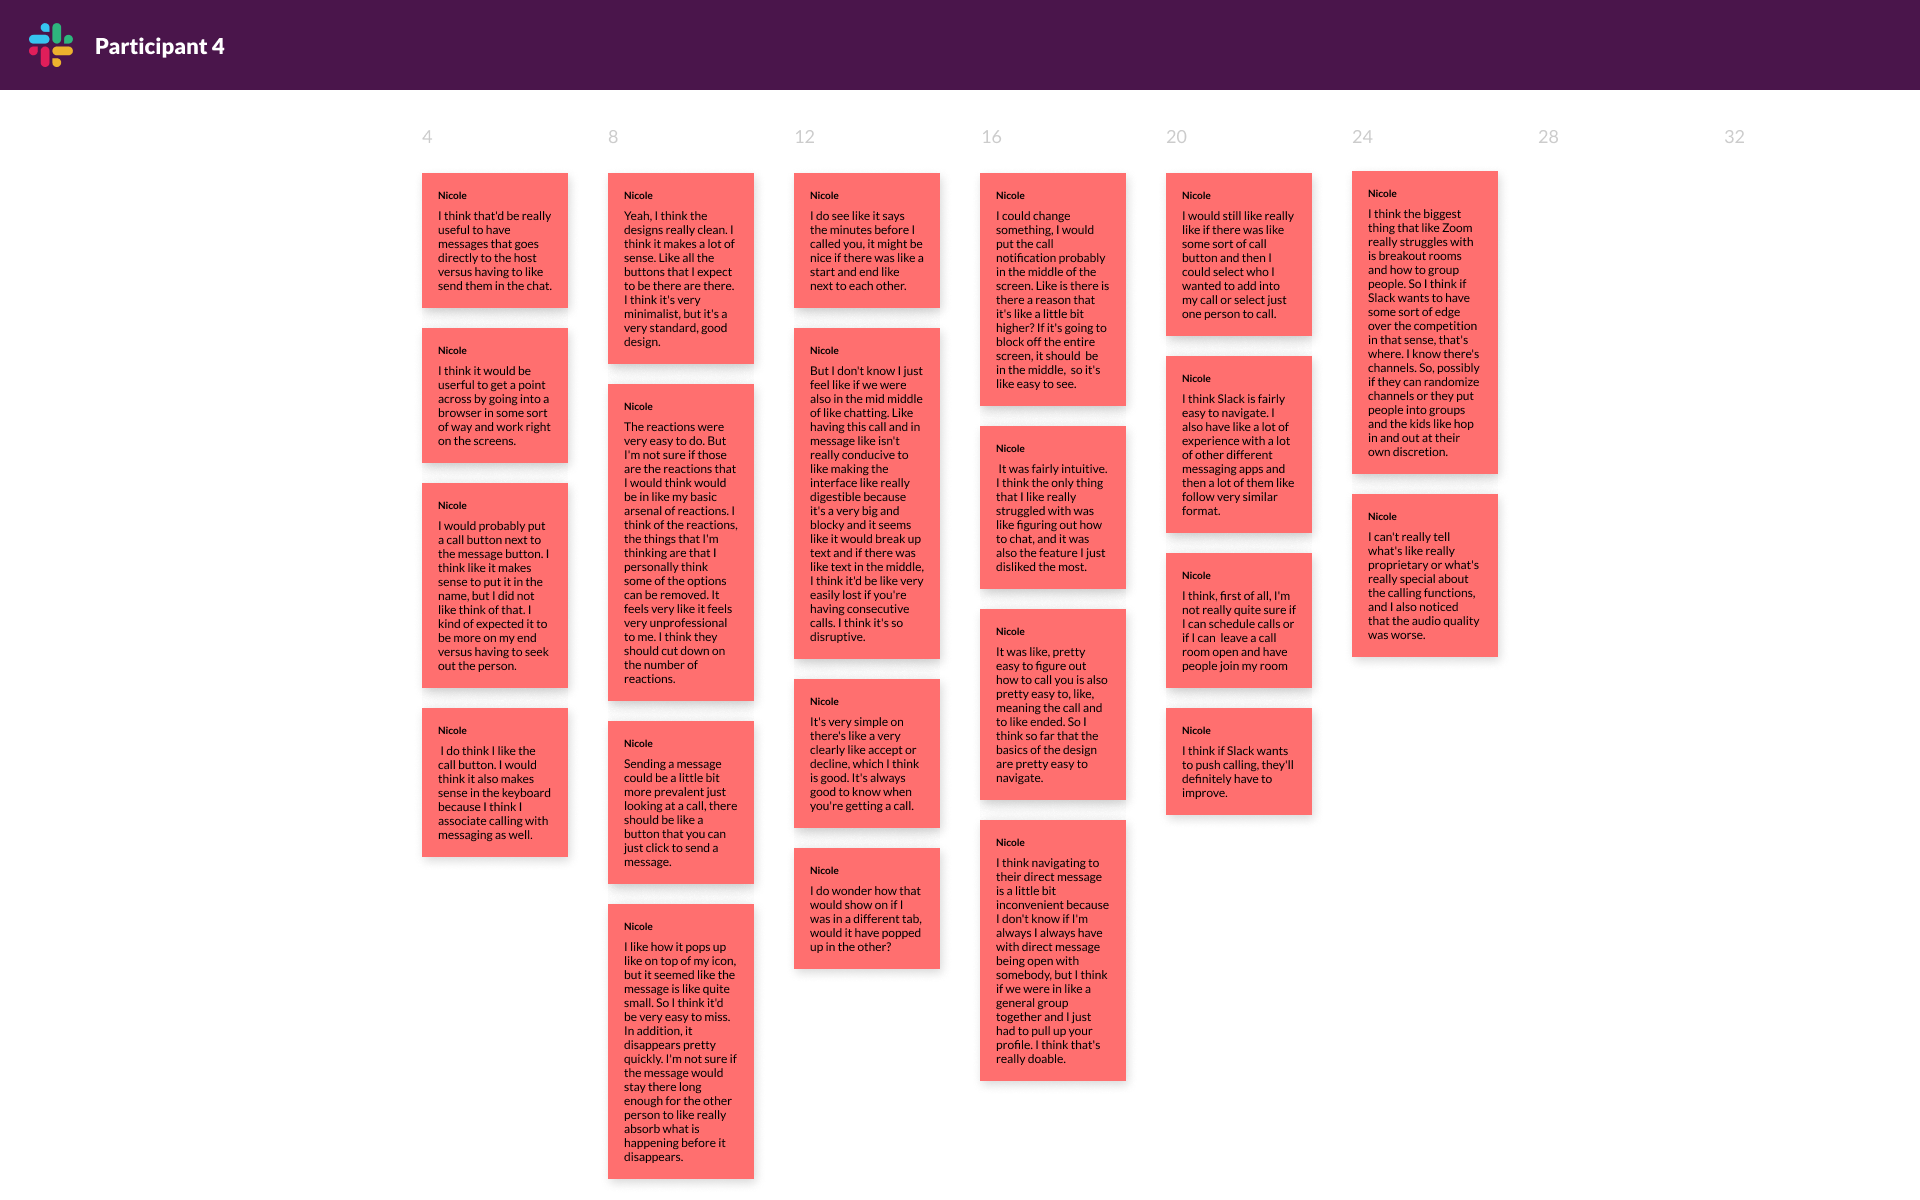 Participant 4
4
8
12
16
20
24
28
32
Nicole
I think that'd be really
useful to have
messages that goes
directly to the host
versus having to like
send them in the chat.
Nicole
I think it would be
userful to get a point
across by going into a
browser in some sort
of way and work right
on the screens.
Nicole
I would probably put
a call button next to
the message button. I
think like it makes
sense to put it in the
name, but I did not
like think of that. I
kind of expected it to
be more on my end
versus having to seek
out the person.
Nicole
I do think I like the
call button. I would
think it also makes
sense in the keyboard
because I think I
associate calling with
messaging as well.
Nicole
Yeah, I think the
designs really clean. I
think it makes a lot of
sense. Like all the
buttons that I expect
to be there are there.
I think it's very
minimalist, but it's a
very standard, good
design.
Nicole
The reactions were
very easy to do. But
I'm not sure if those
are the reactions that
I would think would
be in like my basic
arsenal of reactions. I
think of the reactions,
the things that I'm
thinking are that I
personally think
some of the options
can be removed. It
feels very like it feels
very unprofessional
to me. I think they
should cut down on
the number of
reactions.
Nicole
Sending a message
could be a little bit
more prevalent just
looking at a call, there
should be like a
button that you can
just click to send a
message.
Nicole
I like how it pops up
like on top of my icon,
but it seemed like the
message is like quite
small. So I think it'd
be very easy to miss.
In addition, it
disappears pretty
quickly. I'm not sure if
the message would
stay there long
enough for the other
person to like really
absorb what is
happening before it
disappears.
Nicole
I do see like it says
the minutes before I
called you, it might be
nice if there was like a
start and end like
next to each other.
Nicole
But I don't know I just
feel like if we were
also in the mid middle
of like chatting. Like
having this call and in
message like isn't
really conducive to
like making the
interface like really
digestible because
it's a very big and
blocky and it seems
like it would break up
text and if there was
like text in the middle,
I think it'd be like very
easily lost if you're
having consecutive
calls. I think it's so
disruptive.
Nicole
It's very simple on
there's like a very
clearly like accept or
decline, which I think
is good. It's always
good to know when
you're getting a call.
Nicole
I do wonder how that
would show on if I
was in a different tab,
would it have popped
up in the other?
Nicole
I could change
something, I would
put the call
notification probably
in the middle of the
screen. Like is there is
there a reason that
it's like a little bit
higher? If it's going to
block off the entire
screen, it should be
in the middle, so it's
like easy to see.
Nicole
It was fairly intuitive.
I think the only thing
that I like really
struggled with was
like figuring out how
to chat, and it was
also the feature I just
disliked the most.
Nicole
It was like, pretty
easy to figure out
how to call you is also
pretty easy to, like,
meaning the call and
to like ended. So I
think so far that the
basics of the design
are pretty easy to
navigate.
Nicole
I think navigating to
their direct message
is a little bit
inconvenient because
I don't know if I'm
always I always have
with direct message
being open with
somebody, but I think
if we were in like a
general group
together and I just
had to pull up your
profile. I think that's
really doable.
Nicole
I would still like really
like if there was like
some sort of call
button and then I
could select who I
wanted to add into
my call or select just
one person to call.
Nicole
I think Slack is fairly
easy to navigate. I
also have like a lot of
experience with a lot
of other different
messaging apps and
then a lot of them like
follow very similar
format.
Nicole
I think, first of all, I'm
not really quite sure if
I can schedule calls or
if I can leave a call
room open and have
people join my room
Nicole
I think if Slack wants
to push calling, they'll
definitely have to
improve.
Nicole
I think the biggest
thing that like Zoom
really struggles with
is breakout rooms
and how to group
people. So I think if
Slack wants to have
some sort of edge
over the competition
in that sense, that's
where. I know there's
channels. So, possibly
if they can randomize
channels or they put
people into groups
and the kids like hop
in and out at their
own discretion.
Nicole
I can't really tell
what's like really
proprietary or what's
really special about
the calling functions,
and I also noticed
that the audio quality
was worse.